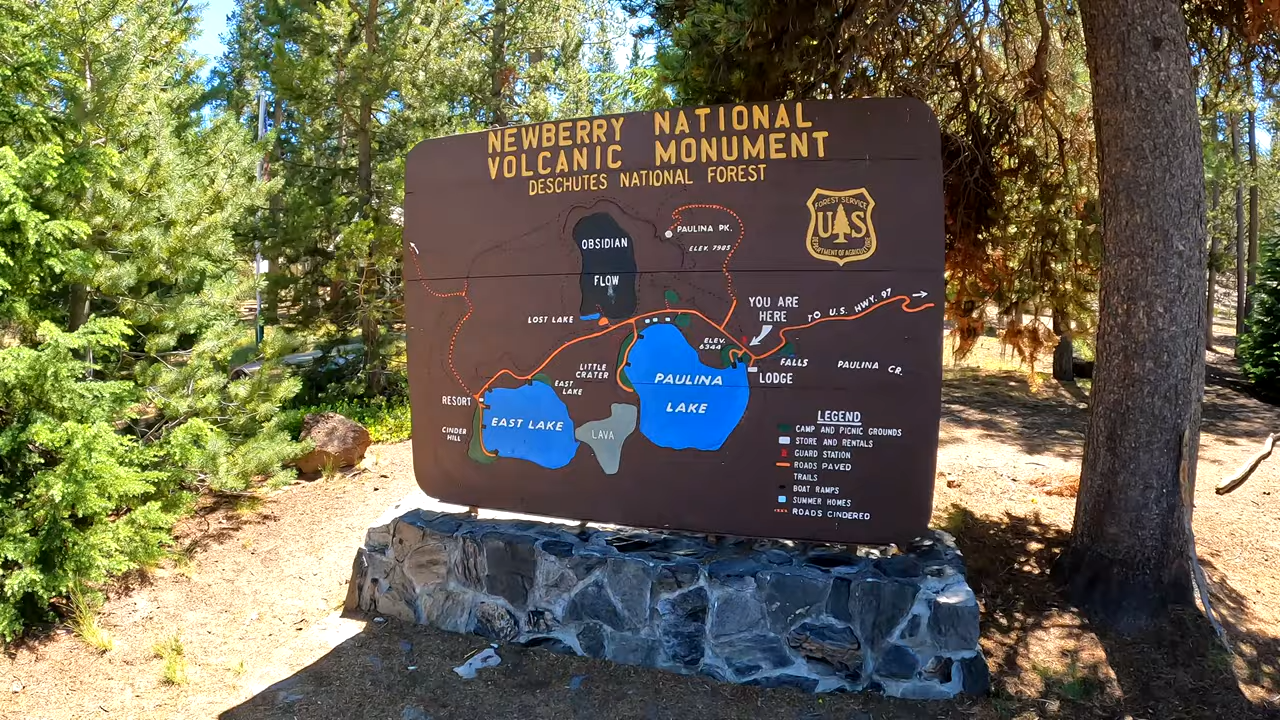 NEWBERRY NATIONAL
VOLCANIC MONUMENT
DESCHUTES NATIONAL FOREST
FOREST SERVICE
US
DEPARTMENT OF AGRICULTURE
OBSIDIAN
FLOW
PAULINA PK.
ELEV. 7985
LOST LAKE
YOU ARE
HERE
TO U.S. HWY. 97
ELEV.
6344
FALLS
PAULINA CR.
LODGE
LITTLE
CRATER
EAST
LAKE
PAULINA
LAKE
RESORT
EAST LAKE
LAVA
CINDER
HILL
LEGEND
CAMP AND PICNIC GROUNDS
STORE AND RENTALS
GUARD STATION
ROADS PAVED
TRAILS
BOAT RAMPS
SUMMER HOMES
ROADS CINDERED